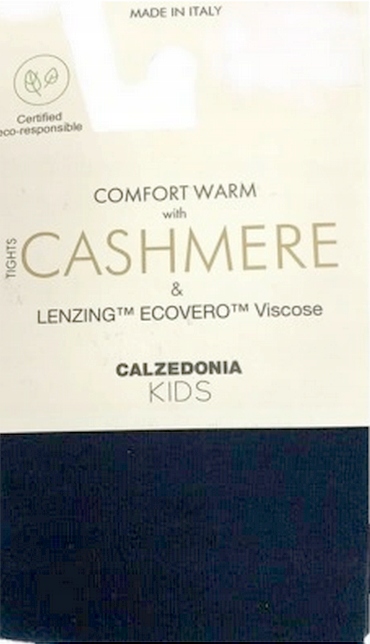 MADE IN ITALY
Certified
eco-responsible
COMFORT WARM
with
TIGHTS
CASHMERE
&
LENZING™ ECOVERO™ Viscose
CALZEDONIA
KIDS